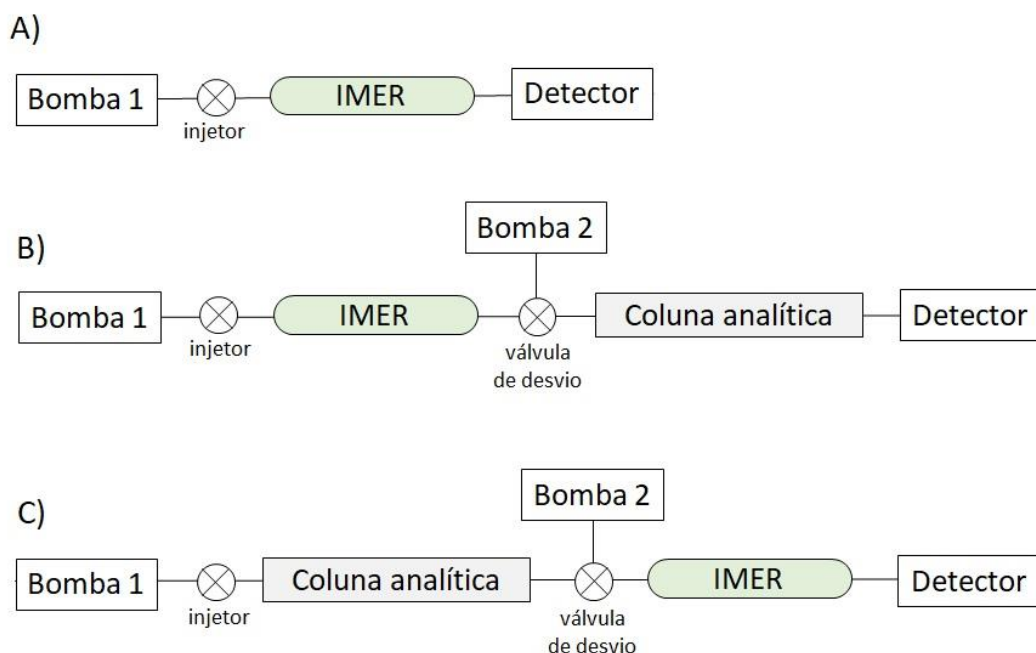 A)
Bomba 1
injetor
IMER
Detector
B)
Bomba 2
Bomba 1
injetor
IMER
válvula
de desvio
Coluna analítica
Detector
C)
Bomba 2
Bomba 1
injetor
Coluna analítica
válvula
de desvio
IMER
Detector